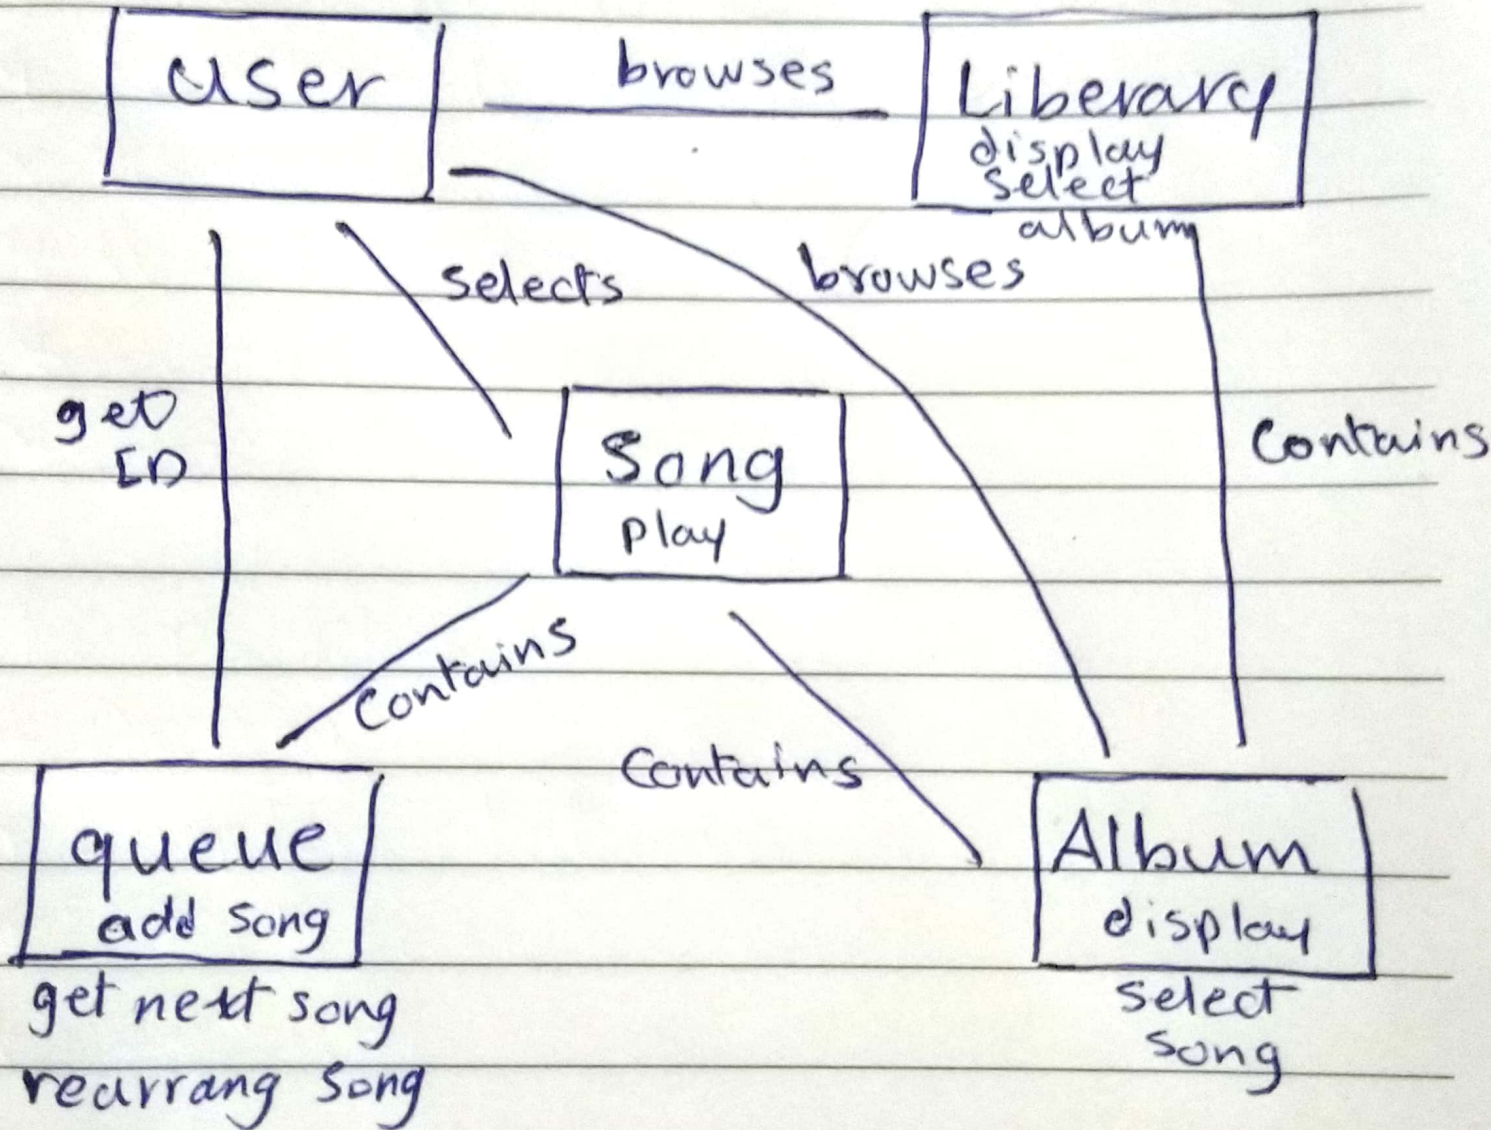 user
browses
Liberary
display
select
album
selects
browses
get
ID
Song
play
Contains
Contains
Contains
queue
add song
get next song
rearrang song
Album
display
select
song